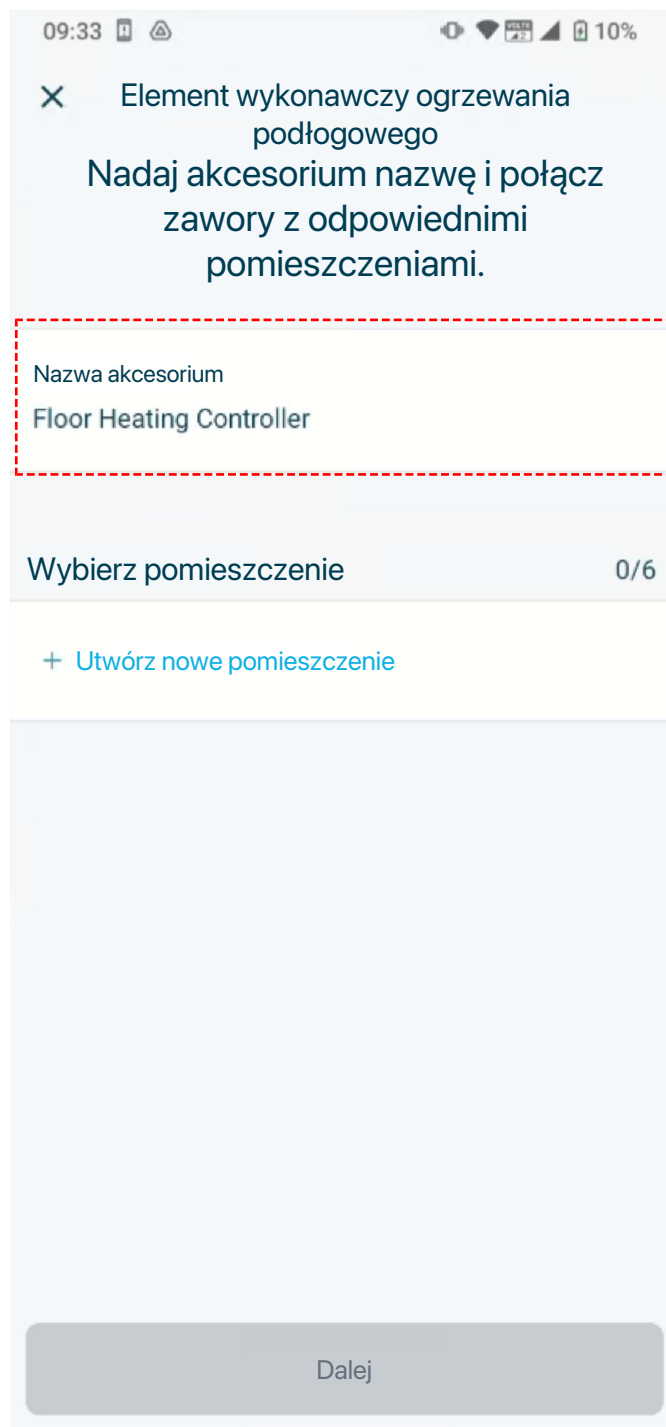 09:33
10%
Element wykonawczy ogrzewania
podłogowego
Nadaj akcesorium nazwę i połącz
zawory z odpowiednimi
pomieszczeniami.
Nazwa akcesorium
Floor Heating Controller
Wybierz pomieszczenie 0/6
+ Utwórz nowe pomieszczenie
Dalej